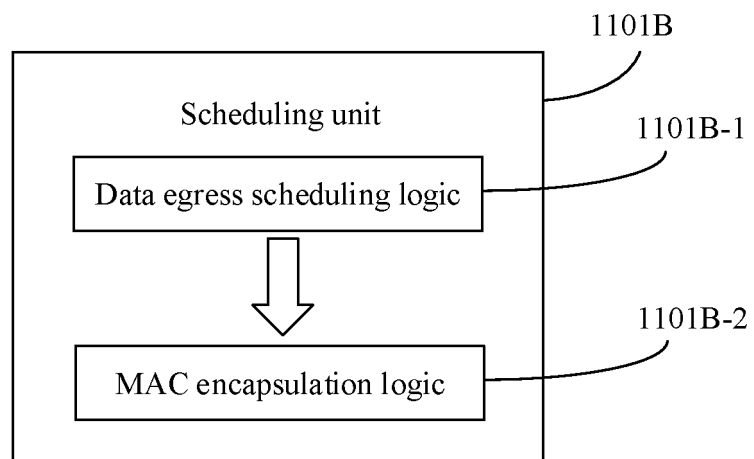 1101B
Scheduling unit
1101B-1
Data egress scheduling logic
1101B-2
MAC encapsulation logic